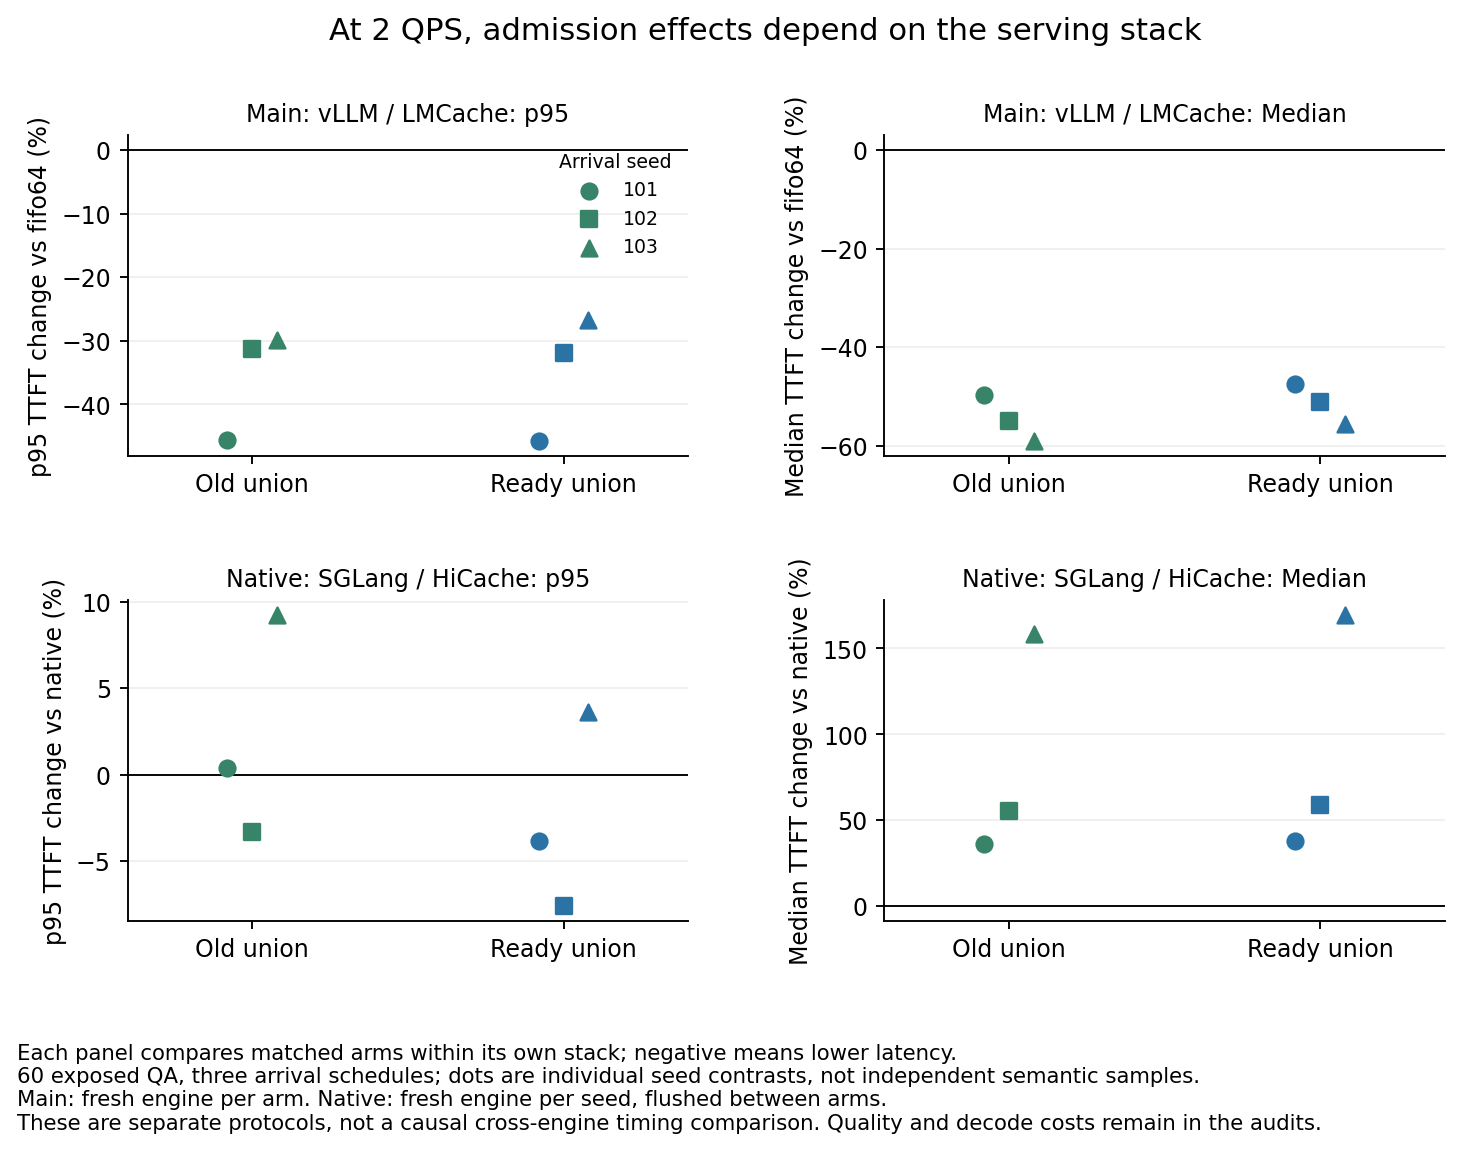 At 2 QPS, admission effects depend on the serving stack
Main: vLLM / LMCache: p95
p95 TTFT change vs fifo64 (%)
0
−10
−20
−30
−40
Arrival seed
101
102
103
Old union
Ready union
Main: vLLM / LMCache: Median
Median TTFT change vs fifo64 (%)
0
−20
−40
−60
Old union
Ready union
Native: SGLang / HiCache: p95
p95 TTFT change vs native (%)
10
5
0
−5
Old union
Ready union
Native: SGLang / HiCache: Median
Median TTFT change vs native (%)
150
100
50
0
Old union
Ready union
Each panel compares matched arms within its own stack; negative means lower latency.
60 exposed QA, three arrival schedules; dots are individual seed contrasts, not independent semantic samples.
Main: fresh engine per arm. Native: fresh engine per seed, flushed between arms.
These are separate protocols, not a causal cross-engine timing comparison. Quality and decode costs remain in the audits.